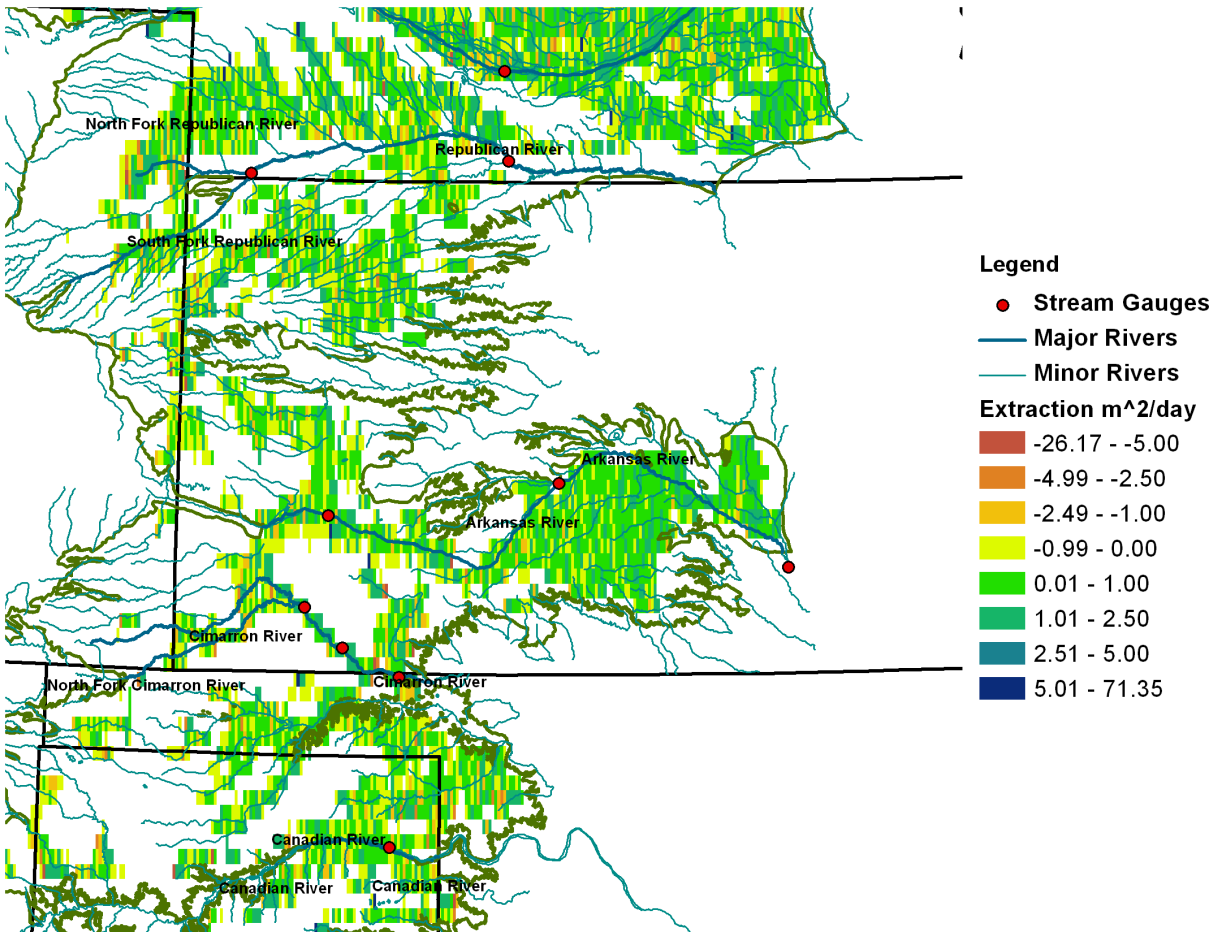 North Fork Republican River
Republican River
South Fork Republican River
Arkansas River
Arkansas River
Cimarron River
North Fork Cimarron River
Cimarron River
Canadian River
Canadian River
Canadian River
Legend
Stream Gauges
Major Rivers
Minor Rivers
Extraction m^2/day
-26.17 - -5.00
-4.99 - -2.50
-2.49 - -1.00
-0.99 - 0.00
0.01 - 1.00
1.01 - 2.50
2.51 - 5.00
5.01 - 71.35